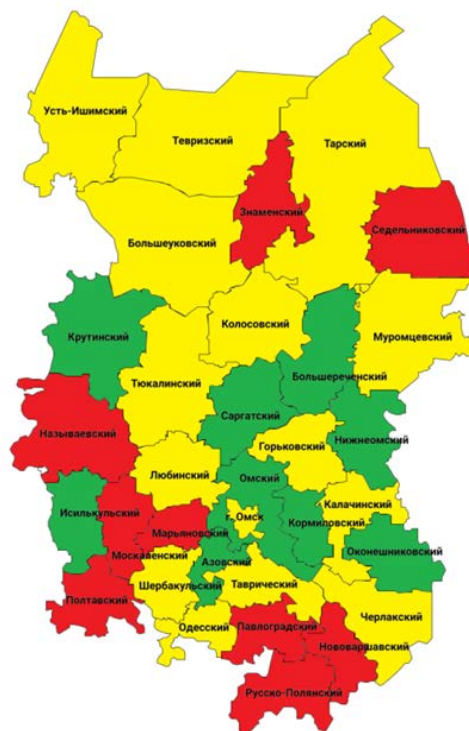 Усть-Ишимский
Тевризский
Тарский
Знаменский
Седельниковский
Большеуковский
Колосовский
Крутинский
Муромцевский
Тюкалинский
Большереченский
Саргатский
Называевский
Горьковский
Нижнеомский
Любинский
Омский
Исилькульский
Калачинский
г. Омск
Кормиловский
Марьяновский
Москаленский
Азовский
Оконешниковский
Шербакульский
Таврический
Полтавский
Черлакский
Одесский
Павлоградский
Нововаршавский
Русско-Полянский